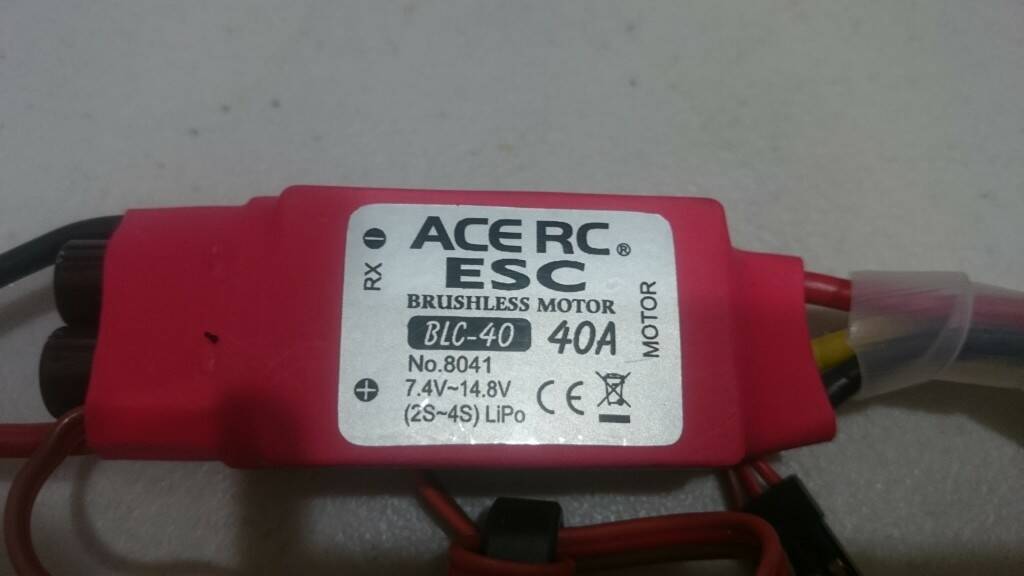 ACE RC®
ESC
BRUSHLESS MOTOR
BLC-40 40A
No.8041
7.4V~14.8V
(2S~4S) LiPo
CE
RX
MOTOR